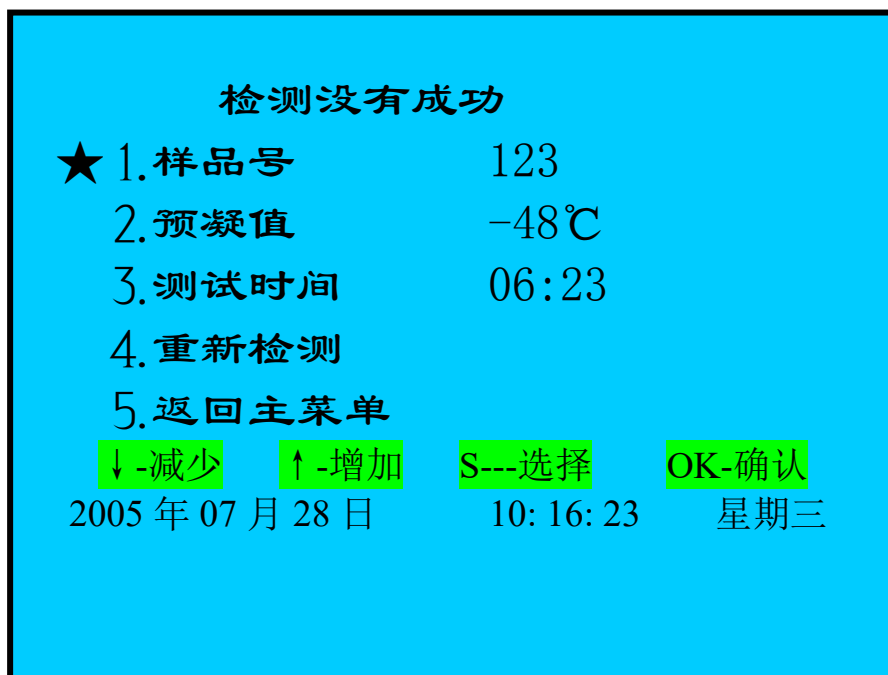 检测没有成功
★1.样品号 123
2.预凝值 -48℃
3.测试时间 06:23
4.重新检测
5.返回主菜单
↓-减少 ↑-增加 S---选择 OK-确认
2005年07月28日 10:16:23 星期三